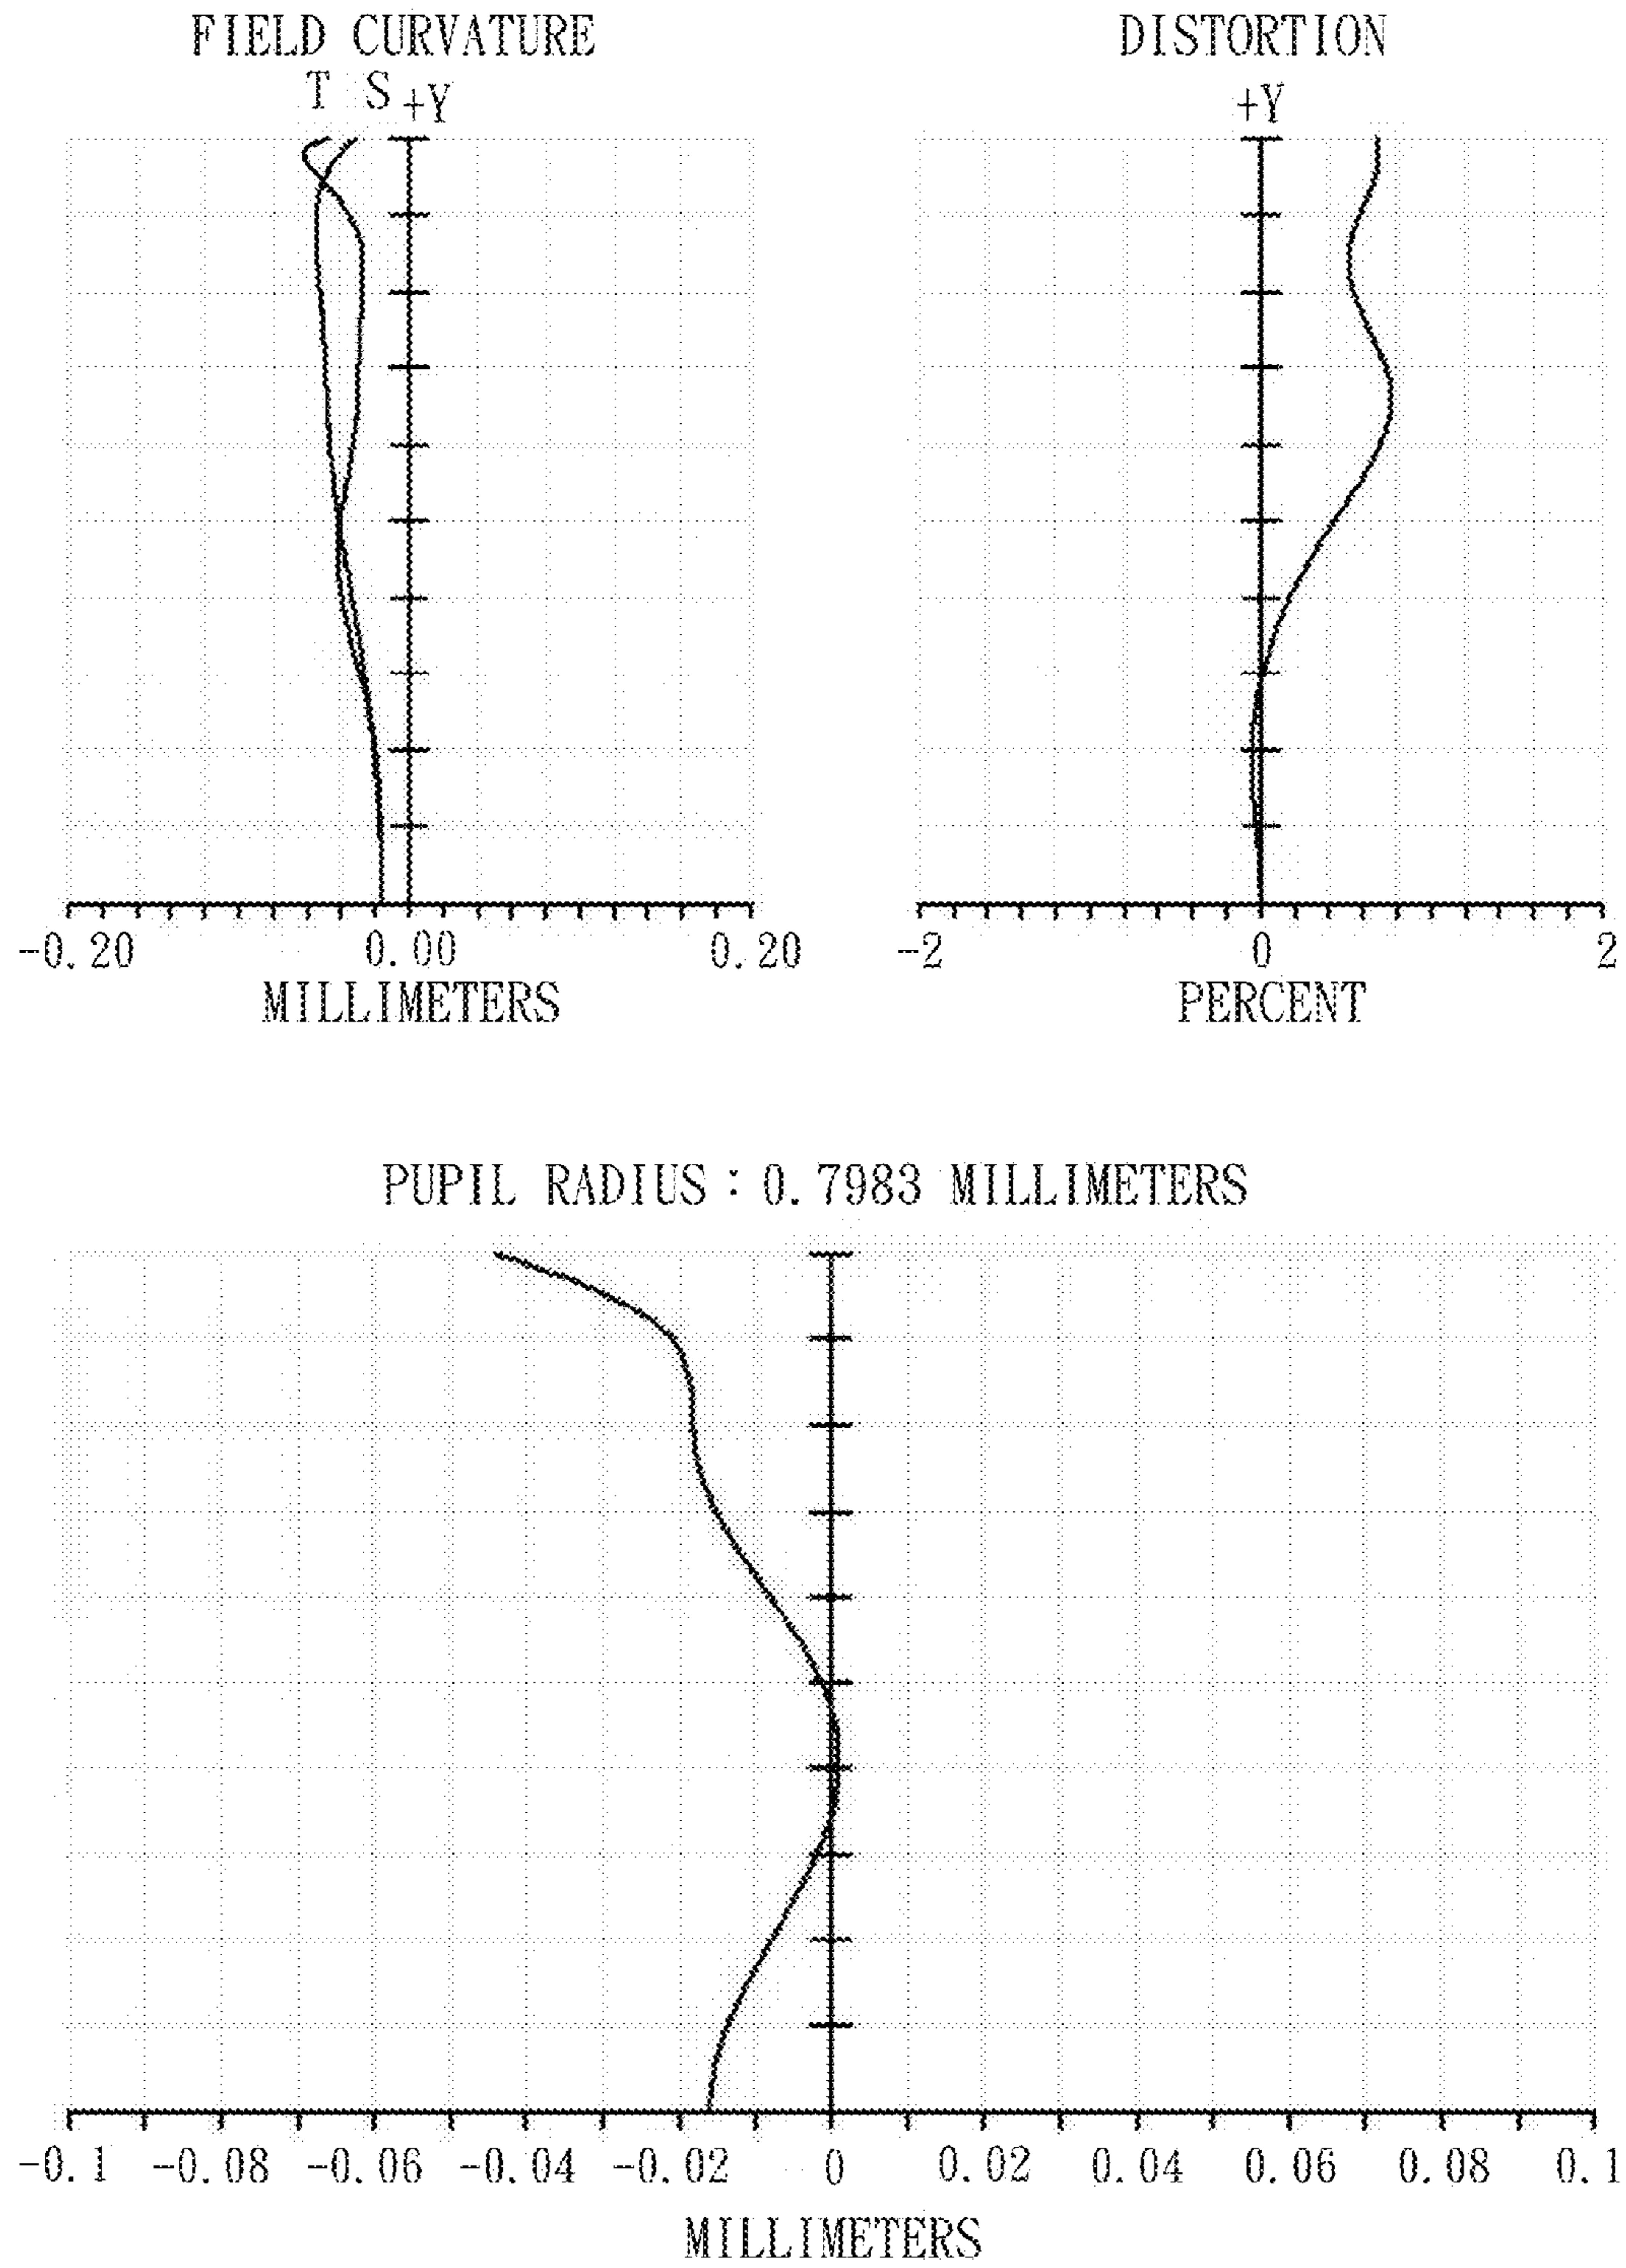 FIELD CURVATURE
T S +Y
-0.20 0.00 0.20
MILLIMETERS
DISTORTION
+Y
-2 0 2
PERCENT
PUPIL RADIUS : 0.7983 MILLIMETERS
-0.1 -0.08 -0.06 -0.04 -0.02 0 0.02 0.04 0.06 0.08 0.1
MILLIMETERS